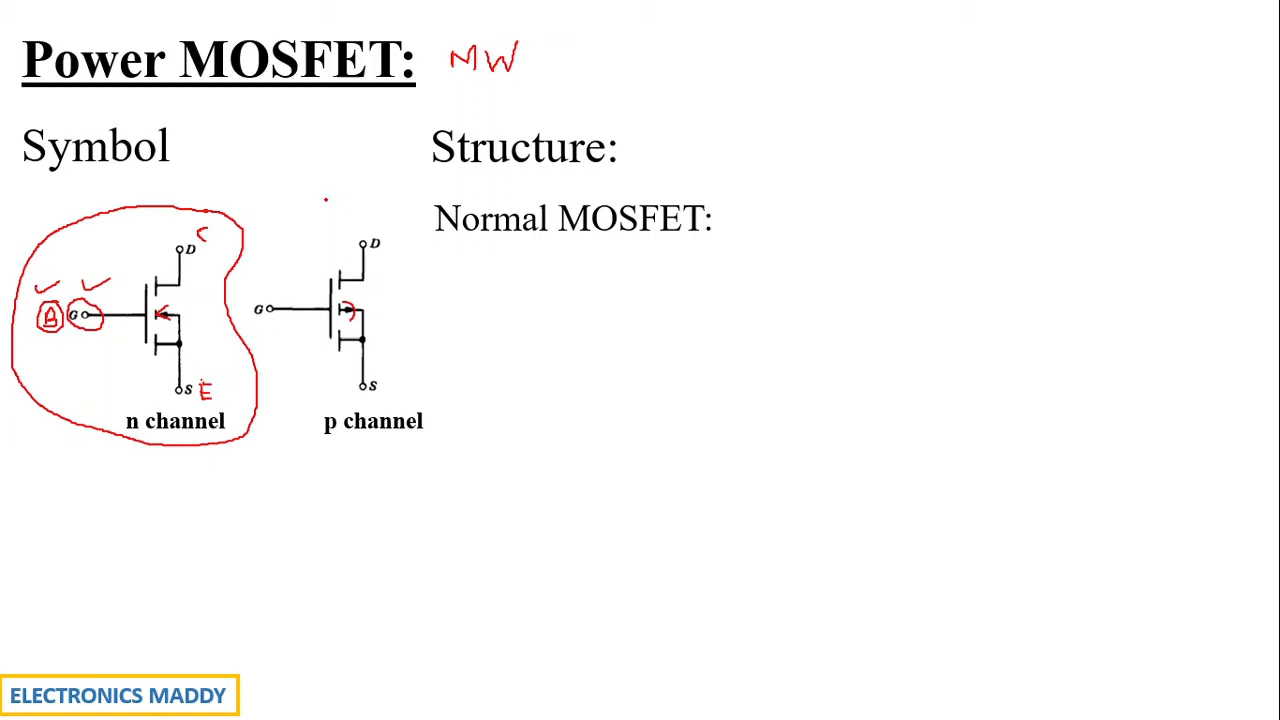 Power MOSFET: MW
Symbol
Structure:
Normal MOSFET:
C
D
D
B G
G
S E
S
n channel
p channel
ELECTRONICS MADDY